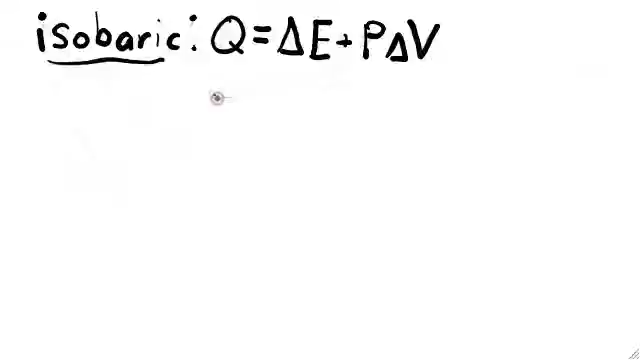 isobaric: Q = ΔE + PΔV